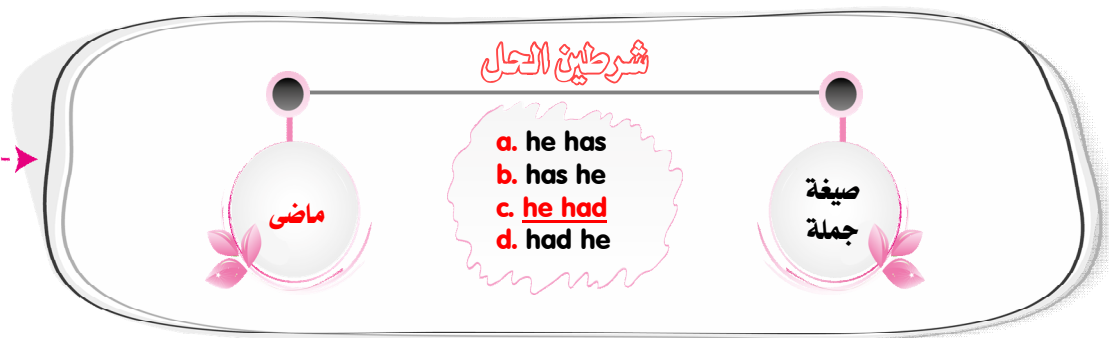 شرطين الحل
صيغة
جملة
a. he has
b. has he
c. he had
d. had he
ماضى